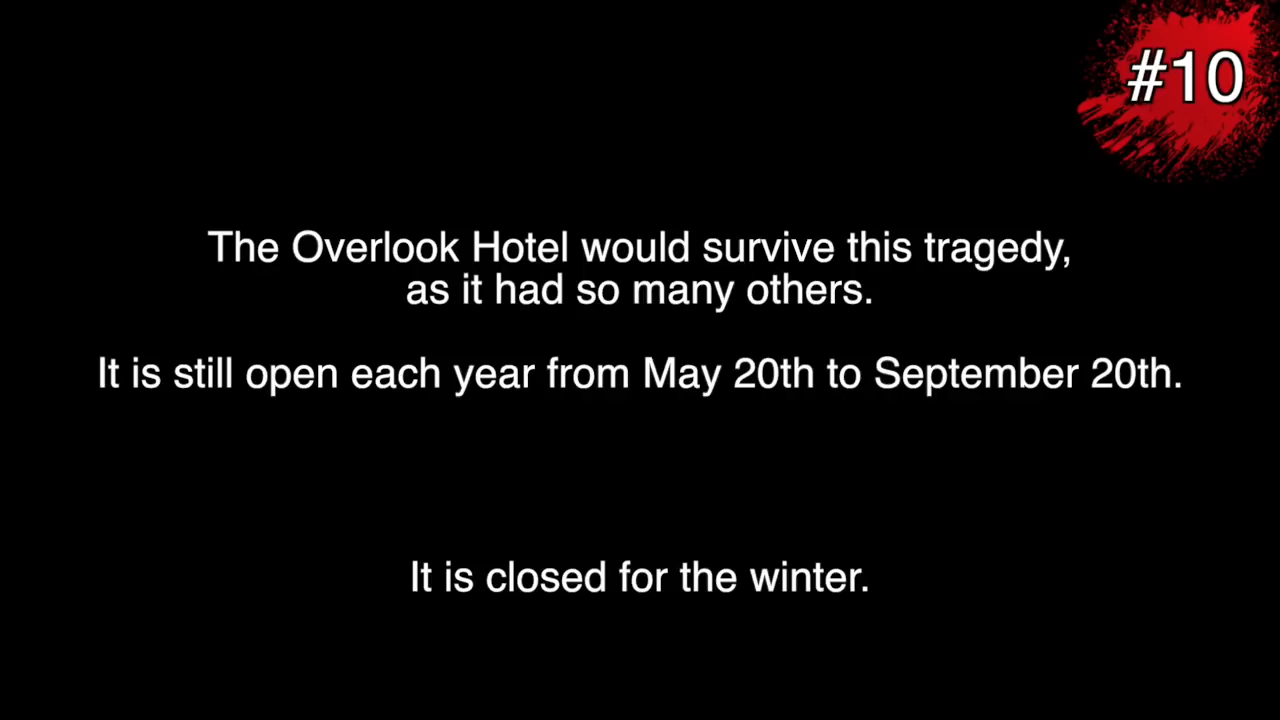 #10
The Overlook Hotel would survive this tragedy,
as it had so many others.
It is still open each year from May 20th to September 20th.
It is closed for the winter.